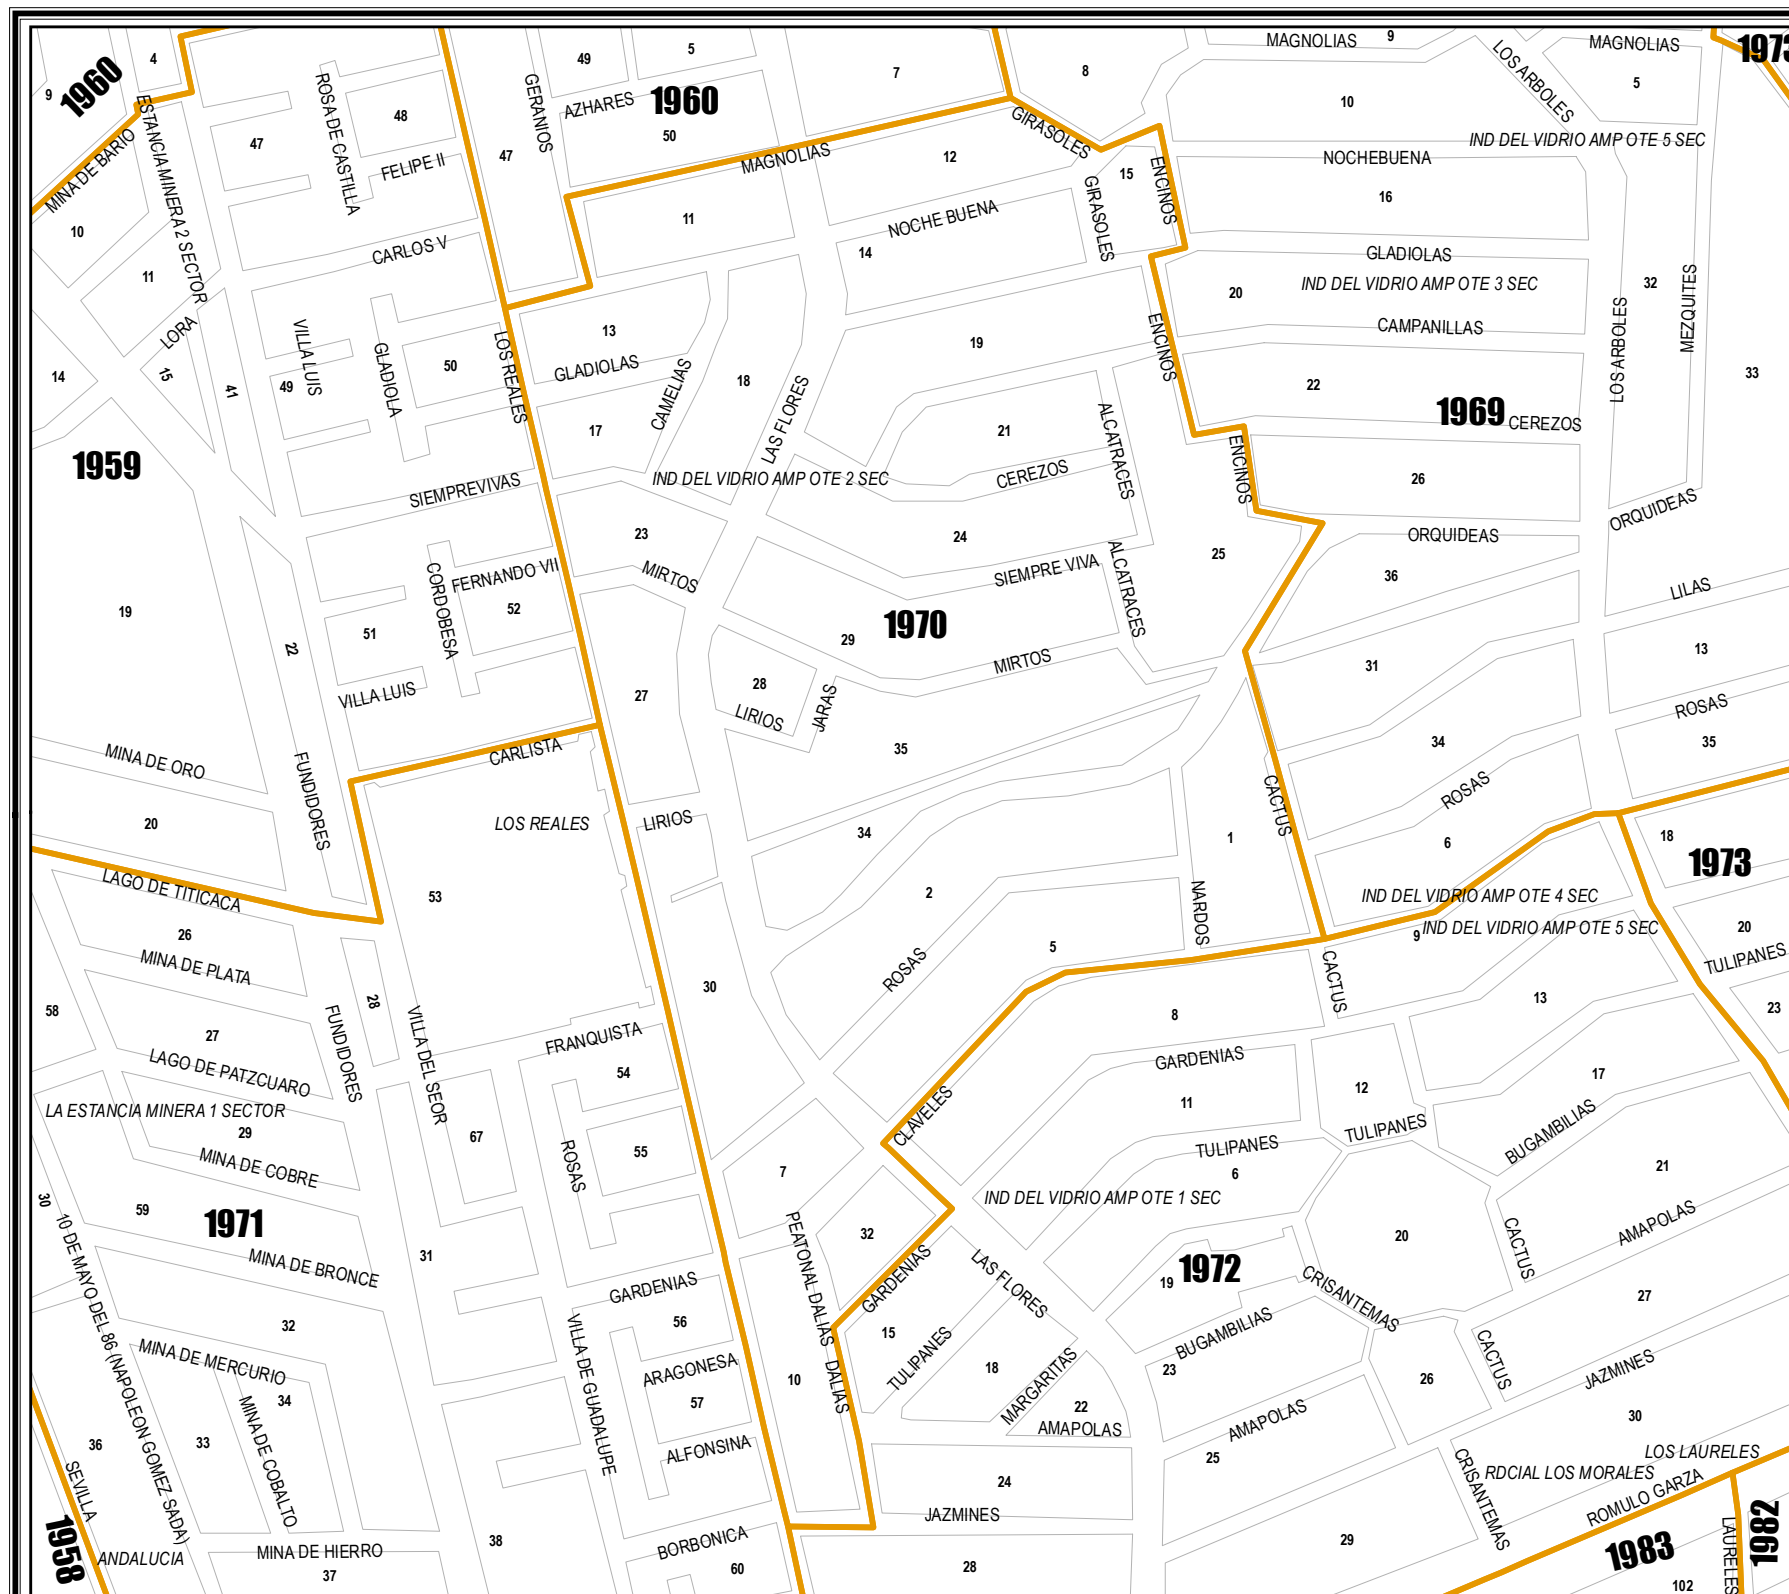 9
1960
4
49
5
7
8
MAGNOLIAS
9
LOS ARBOLES
MAGNOLIAS
5
1973
ROSA DE CASTILLA
48
47
FELIPE II
47
GERANIOS
AZHARES
1960
50
MAGNOLIAS
12
GIRASOLES
15
ENCINOS
10
IND DEL VIDRIO AMP OTE 5 SEC
NOCHEBUENA
16
MINA DE BARIO
ESTANCIA MINERA 2 SECTOR
10
11
CARLOS V
11
NOCHE BUENA
14
GIRASOLES
GLADIOLAS
IND DEL VIDRIO AMP OTE 3 SEC
20
CAMPANILLAS
32
MEZQUITES
LOS ARBOLES
33
LORA
15
14
41
VILLA LUIS
49
GLADIOLA
50
LOS REALES
13
GLADIOLAS
17
CAMELIAS
18
LAS FLORES
19
ENCINOS
22
1969
CEREZOS
21
ALCATRACES
CEREZOS
ENCINOS
26
1959
SIEMPREVIVAS
IND DEL VIDRIO AMP OTE 2 SEC
ORQUIDEAS
23
24
25
ORQUIDEAS
36
MIRTOS
SIEMPRE VIVA
ALCATRACES
LILAS
CORDOBESA
FERNANDO VII
52
51
19
22
1970
29
MIRTOS
31
13
VILLA LUIS
27
28
LIRIOS
JARAS
35
ROSAS
34
35
MINA DE ORO
FUNDIDORES
CARLISTA
20
LOS REALES
LIRIOS
34
CACTUS
ROSAS
1
6
18
1973
LAGO DE TITICACA
53
2
NARDOS
IND DEL VIDRIO AMP OTE 4 SEC
IND DEL VIDRIO AMP OTE 5 SEC
9
20
TULIPANES
26
MINA DE PLATA
28
5
ROSAS
30
CACTUS
13
23
58
27
FUNDIDORES
VILLA DEL SEOR
FRANQUISTA
8
GARDENIAS
LAGO DE PATZCUARO
54
12
17
LA ESTANCIA MINERA 1 SECTOR
29
67
CLAVELES
11
TULIPANES
BUGAMBILIAS
MINA DE COBRE
ROSAS
55
7
TULIPANES
6
21
30
59
1971
IND DEL VIDRIO AMP OTE 1 SEC
10 DE MAYO DEL 86 (NAPOLEON GOMEZ SADA)
MINA DE BRONCE
31
PEATONAL DALIAS
32
GARDENIAS
LAS FLORES
19
1972
20
CACTUS
AMAPOLAS
GARDENIAS
CRISANTEMAS
27
32
MINA DE MERCURIO
VILLA DE GUADALUPE
56
15
TULIPANES
BUGAMBILIAS
CACTUS
JAZMINES
34
ARAGONESA
10
DALIAS
18
MARGARITAS
23
26
MINA DE COBALTO
57
22
AMAPOLAS
AMAPOLAS
30
36
33
ALFONSINA
25
LOS LAURELES
SEVILLA
24
CRISANTEMAS
RDCIAL LOS MORALES
JAZMINES
ROMULO GARZA
1958
ANDALUCIA
MINA DE HIERRO
38
BORBONICA
29
1983
LAURELES
1982
37
60
28
102